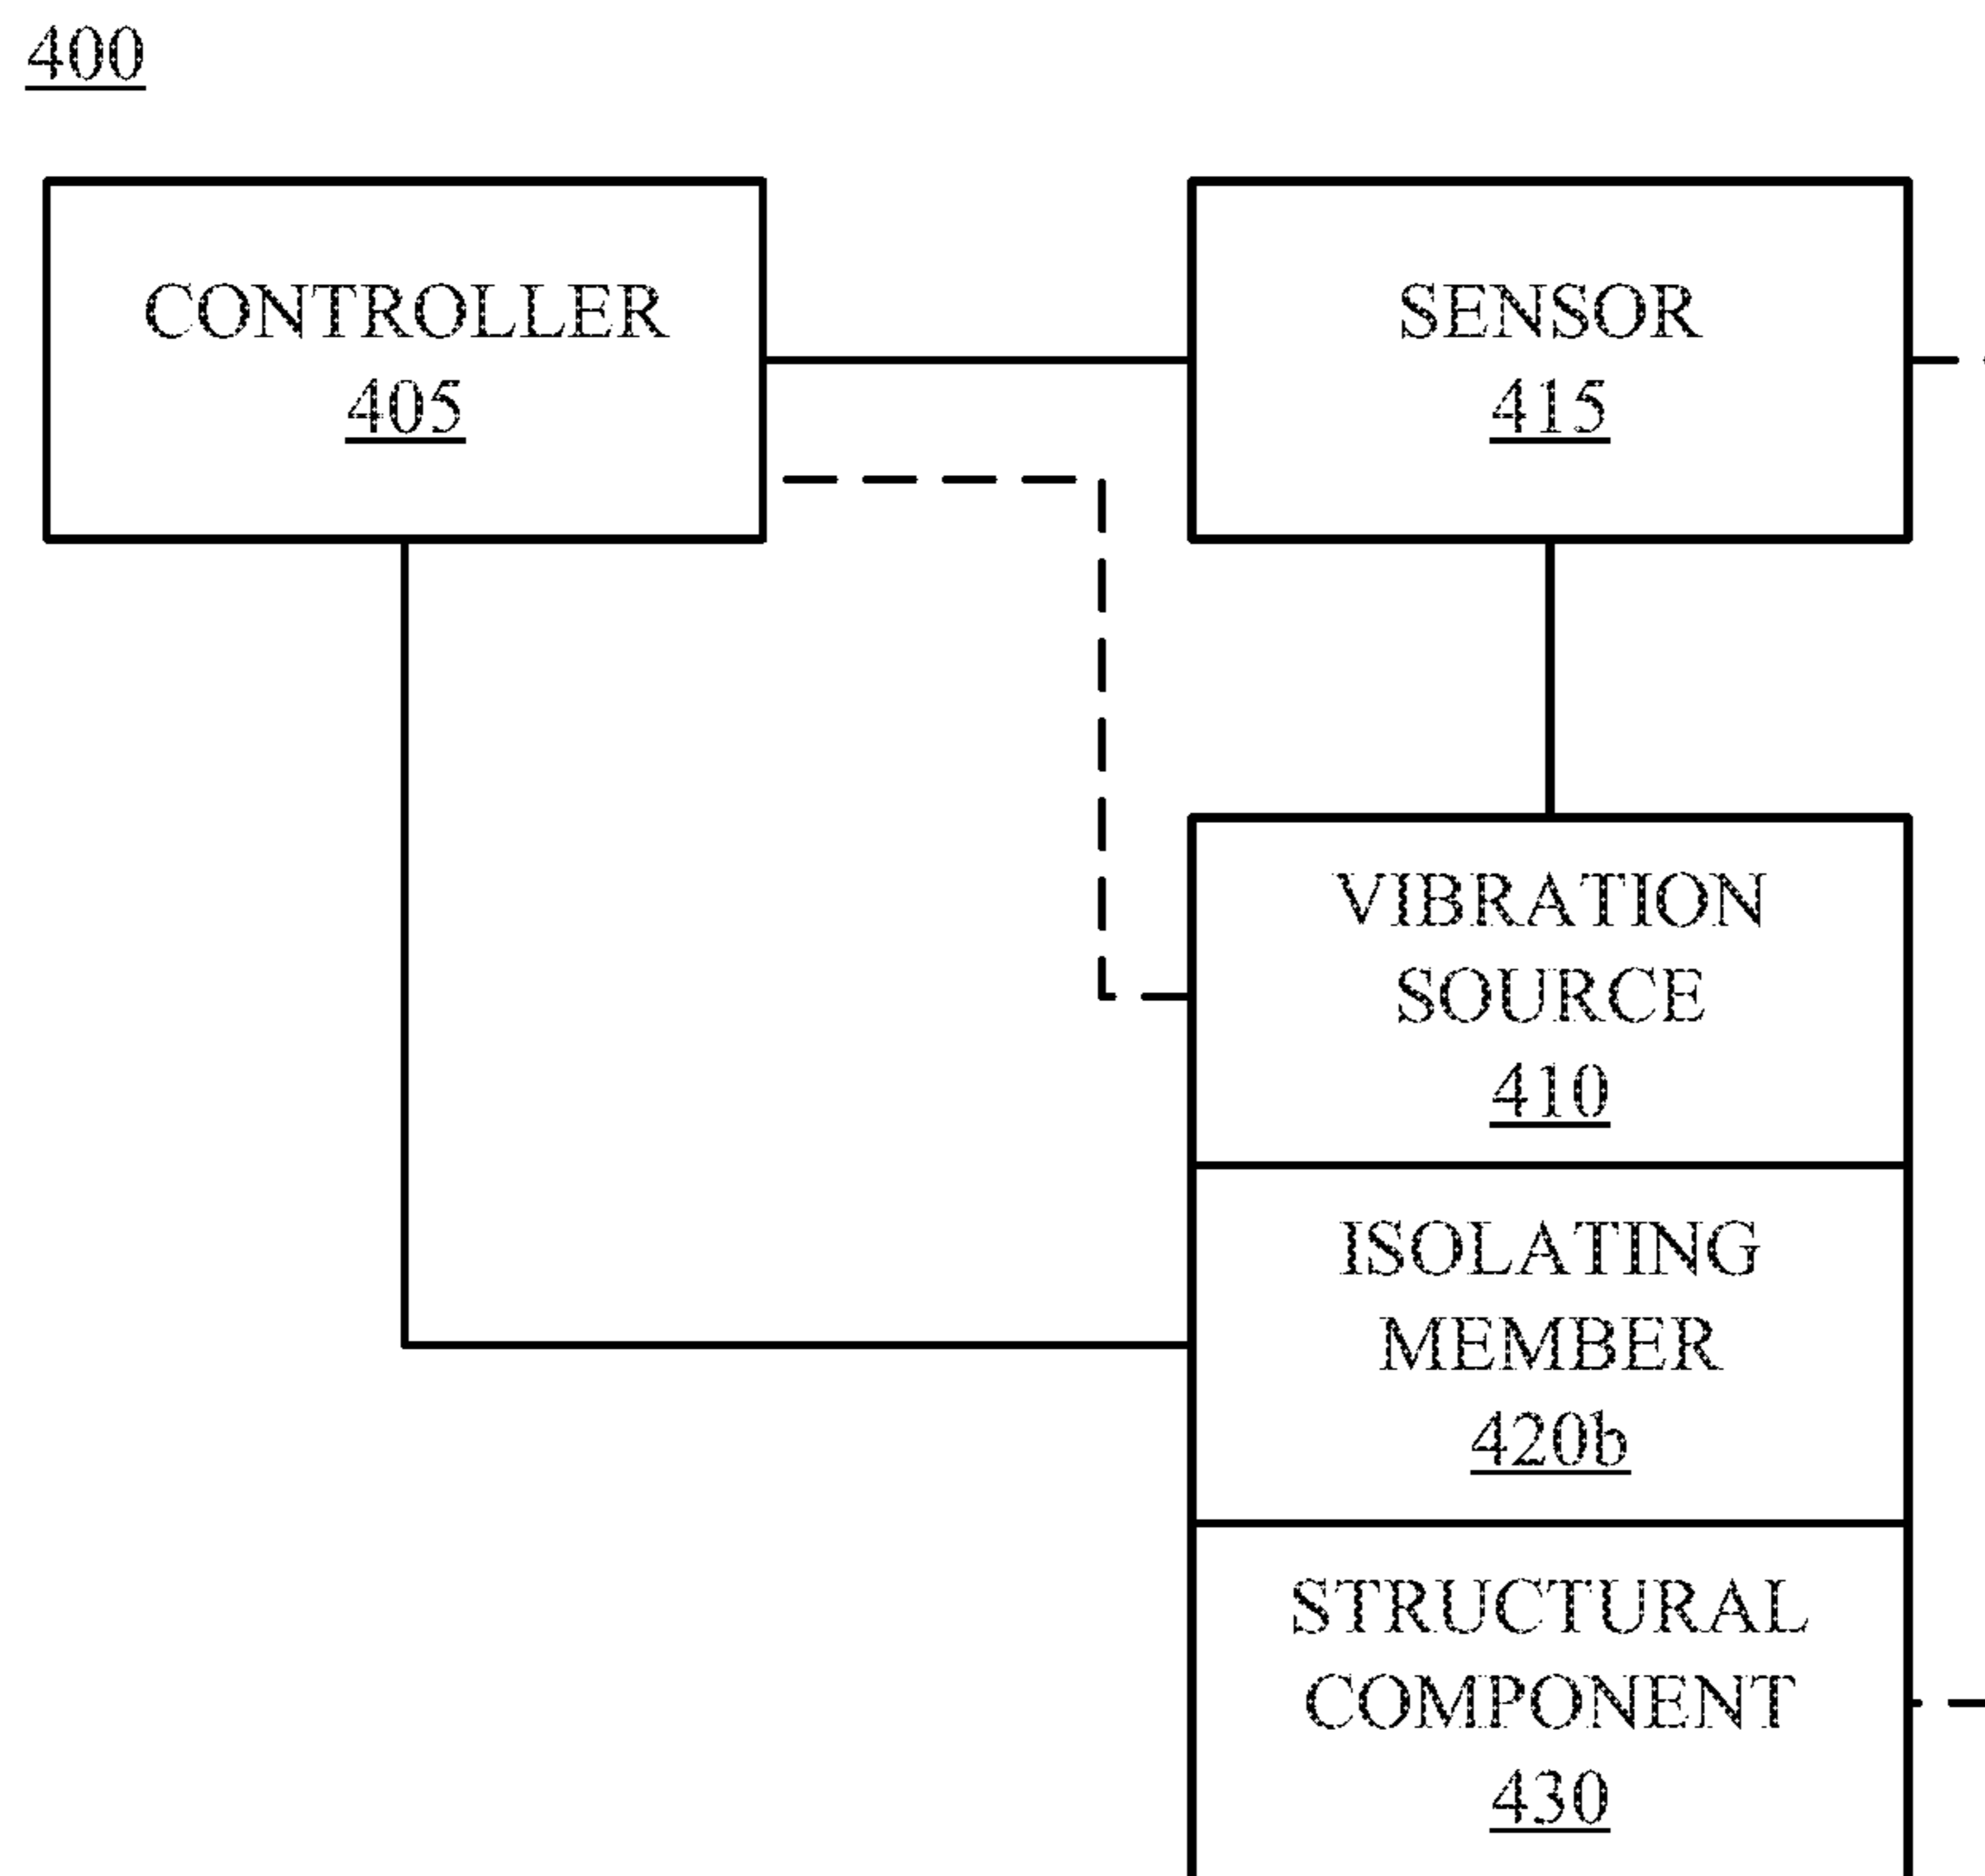 400
CONTROLLER
405
SENSOR
415
VIBRATION
SOURCE
410
ISOLATING
MEMBER
420b
STRUCTURAL
COMPONENT
430